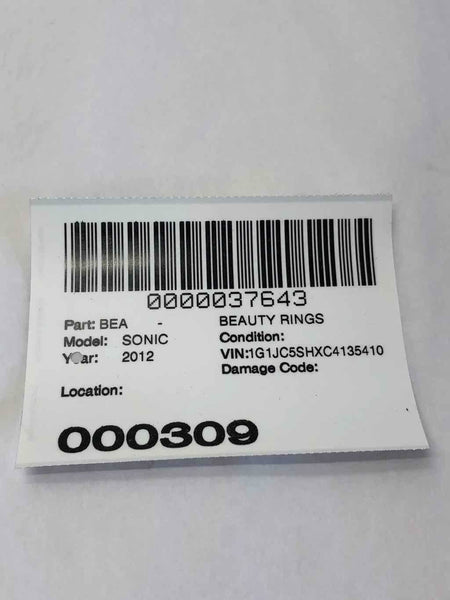 0000037643
Part: BEA - BEAUTY RINGS
Model: SONIC Condition:
Year: 2012 VIN:1G1JC5SHXC4135410
Damage Code:
Location:
000309